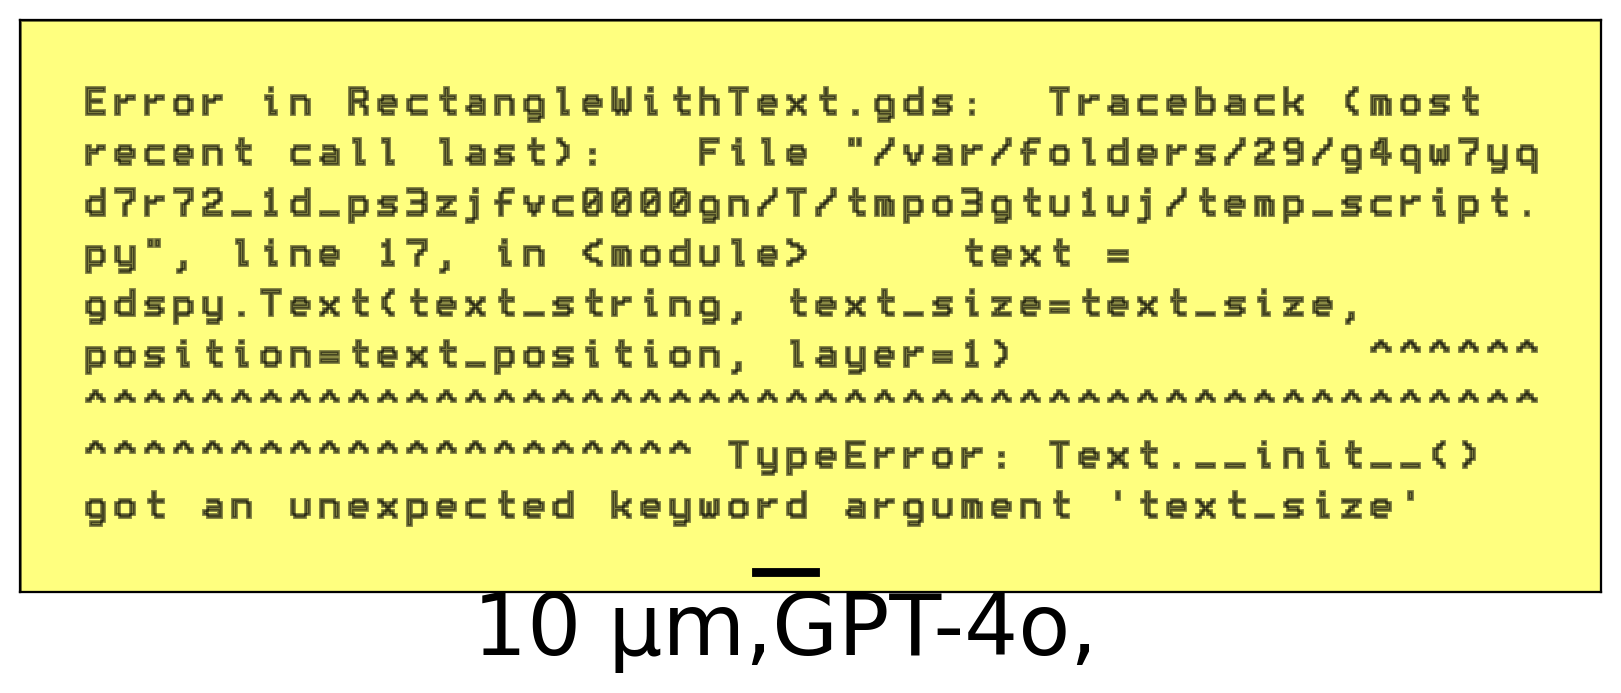 Error in RectangleWithText.gds:  Traceback (most
recent call last):   File "/var/folders/29/g4qw7yq
d7r72_1d_ps3zjfvc0000gn/T/tmpo3gtu1uj/temp_script.
py", line 17, in <module>     text =
gdspy.Text(text_string, text_size=text_size,
position=text_position, layer=1)            ^^^^^^
^^^^^^^^^^^^^^^^^^^^^^^^^^^^^^^^^^^^^^^^^^^^^^^^^^
^^^^^^^^^^^^^^^^^^^^^ TypeError: Text.__init__()
got an unexpected keyword argument 'text_size'
10 µm,GPT-4o,